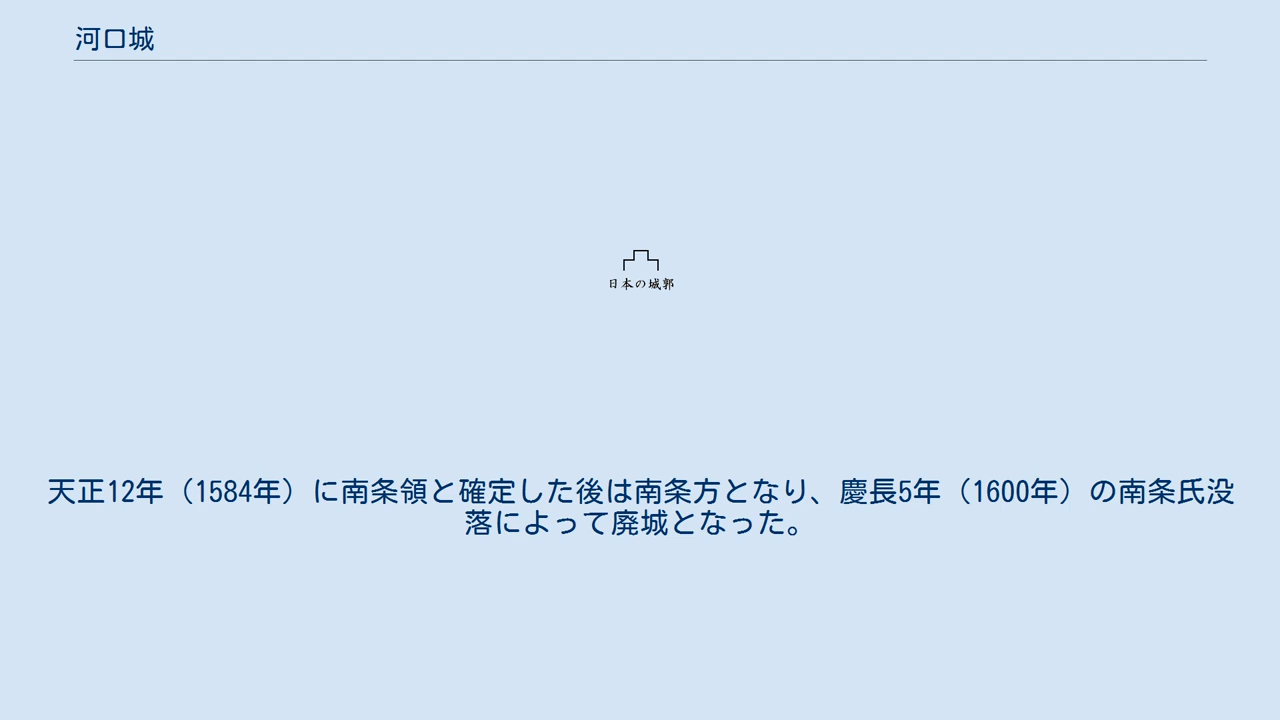 河口城
日本の城郭
天正12年（1584年）に南条領と確定した後は南条方となり、慶長5年（1600年）の南条氏没
落によって廃城となった。